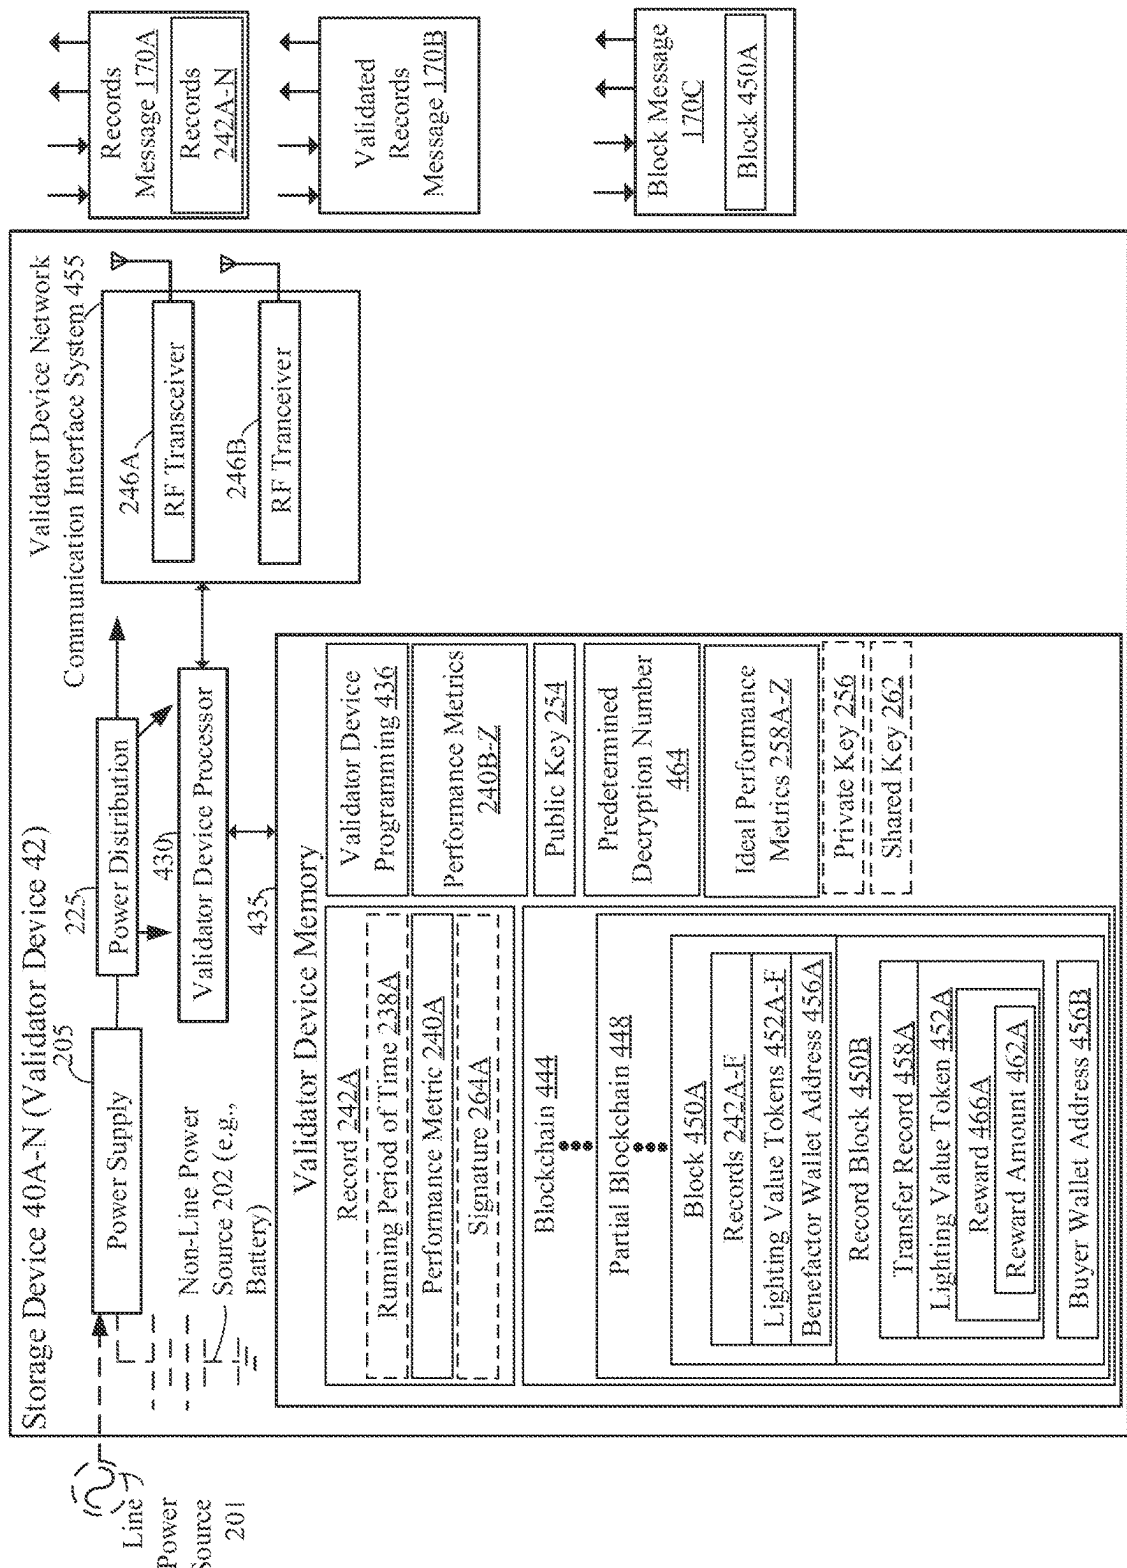 Storage Device 40A-N (Validator Device 42)
Line
Power
Source
201
205
Power Supply
Non-Line Power
Source 202 (e.g.,
Battery)
225
Power Distribution
430
Validator Device Processor
435
Validator Device Network
Communication Interface System 455
246A
RF Transceiver
246B
RF Tranceiver
Records
Message 170A
Records
242A-N
Validated
Records
Message 170B
Block Message
170C
Block 450A
Validator Device Memory
Record 242A
Running Period of Time 238A
Performance Metric 240A
Signature 264A
Blockchain 444
Partial Blockchain 448
Block 450A
Records 242A-F
Lighting Value Tokens 452A-F
Benefactor Wallet Address 456A
Record Block 450B
Transfer Record 458A
Lighting Value Token 452A
Reward 466A
Reward Amount 462A
Buyer Wallet Address 456B
Validator Device
Programming 436
Performance Metrics
240B-Z
Public Key 254
Predetermined
Decryption Number
464
Ideal Performance
Metrics 258A-Z
Private Key 256
Shared Key 262